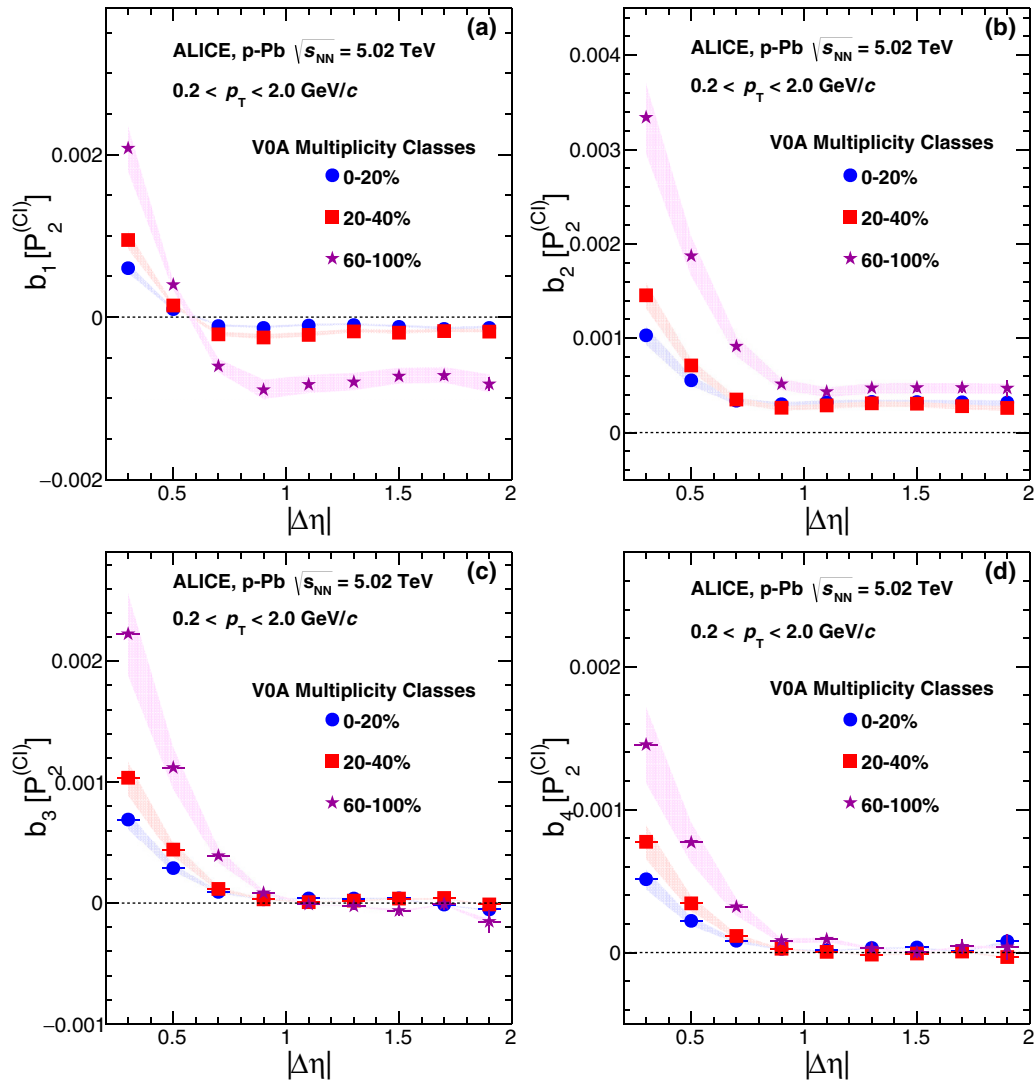 (a)
ALICE, p-Pb √sNN = 5.02 TeV
0.2 < pT < 2.0 GeV/c
V0A Multiplicity Classes
0-20%
20-40%
60-100%
b1 [P2(CI)]
0.002
0
−0.002
0.5
1
1.5
2
|Δη|
(b)
ALICE, p-Pb √sNN = 5.02 TeV
0.2 < pT < 2.0 GeV/c
V0A Multiplicity Classes
0-20%
20-40%
60-100%
b2 [P2(CI)]
0.004
0.003
0.002
0.001
0
0.5
1
1.5
2
|Δη|
(c)
ALICE, p-Pb √sNN = 5.02 TeV
0.2 < pT < 2.0 GeV/c
V0A Multiplicity Classes
0-20%
20-40%
60-100%
b3 [P2(CI)]
0.002
0.001
0
−0.001
0.5
1
1.5
2
|Δη|
(d)
ALICE, p-Pb √sNN = 5.02 TeV
0.2 < pT < 2.0 GeV/c
V0A Multiplicity Classes
0-20%
20-40%
60-100%
b4 [P2(CI)]
0.002
0.001
0
0.5
1
1.5
2
|Δη|